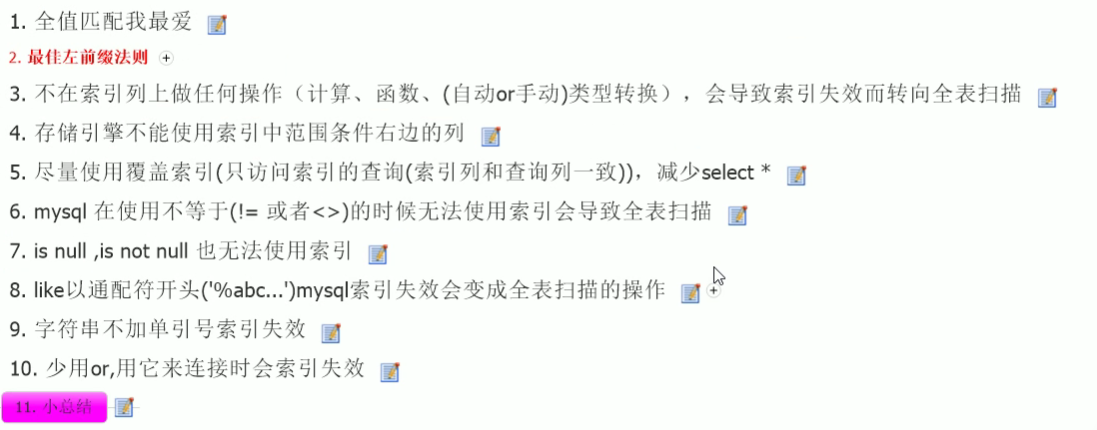 1. 全值匹配我最爱
2. 最佳左前缀法则
3. 不在索引列上做任何操作（计算、函数、(自动or手动)类型转换），会导致索引失效而转向全表扫描
4. 存储引擎不能使用索引中范围条件右边的列
5. 尽量使用覆盖索引(只访问索引的查询(索引列和查询列一致))，减少select *
6. mysql 在使用不等于(!= 或者<>)的时候无法使用索引会导致全表扫描
7. is null ,is not null 也无法使用索引
8. like以通配符开头('%abc...')mysql索引失效会变成全表扫描的操作
9. 字符串不加单引号索引失效
10. 少用or,用它来连接时会索引失效
11. 小总结